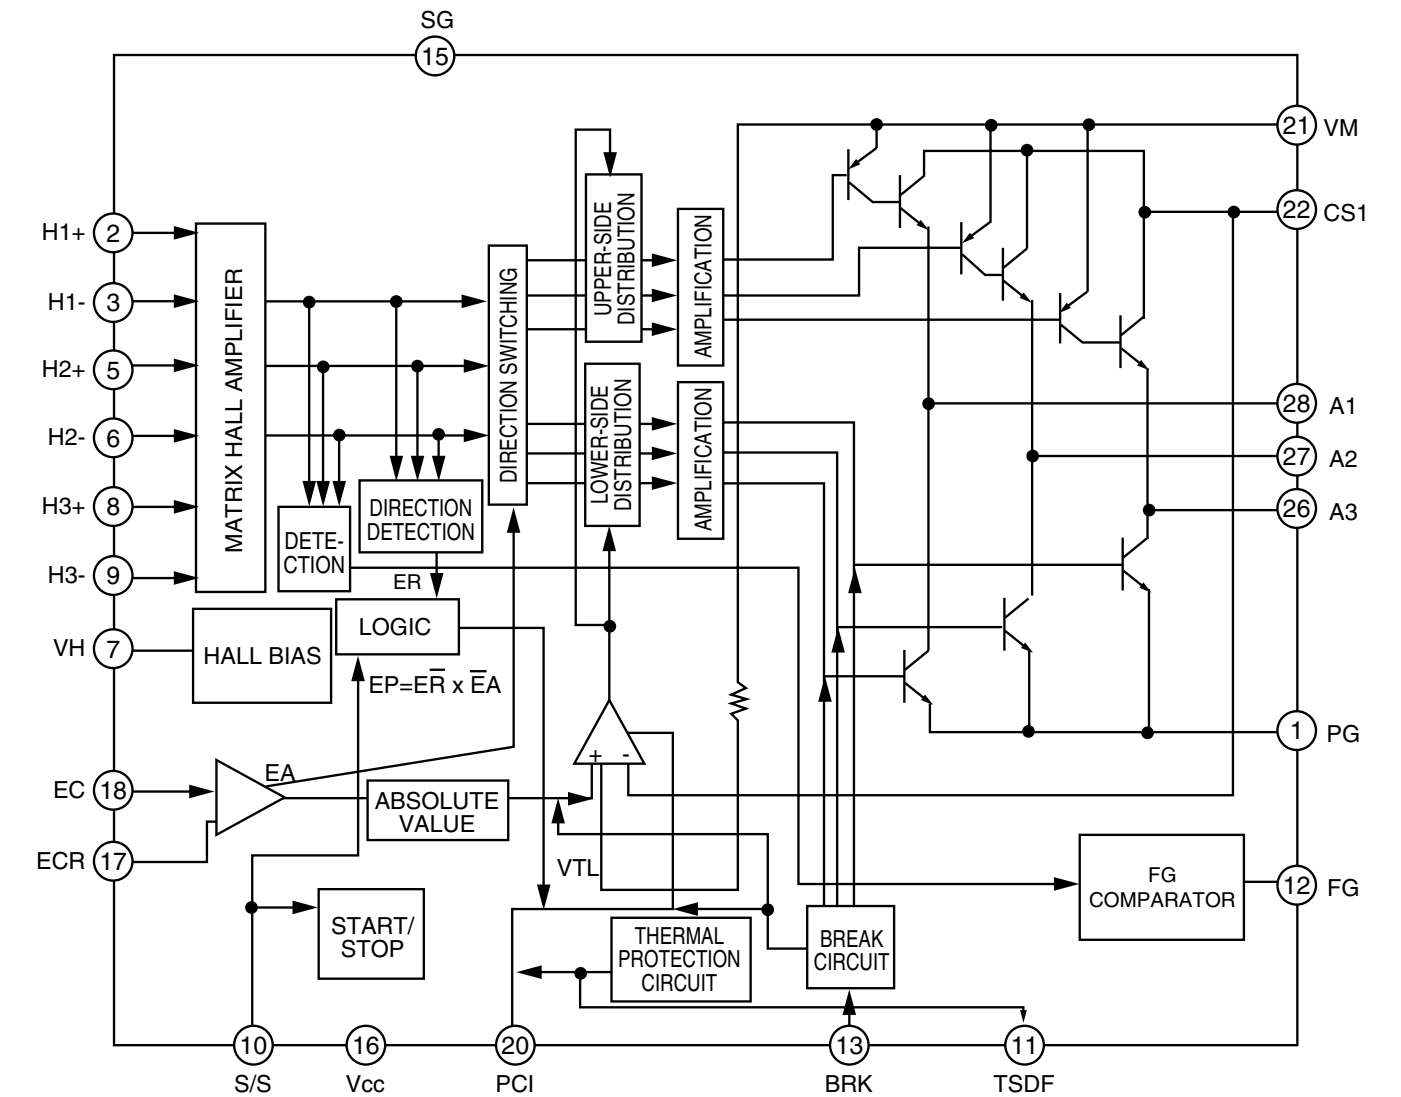 SG
15
21 VM
22 CS1
H1+ 2
H1- 3
H2+ 5
H2- 6
H3+ 8
H3- 9
VH 7
MATRIX HALL AMPLIFIER
DIRECTION SWITCHING
UPPER-SIDE
DISTRIBUTION
AMPLIFICATION
LOWER-SIDE
DISTRIBUTION
AMPLIFICATION
28 A1
27 A2
26 A3
DIRECTION
DETECTION
DETE-
CTION
ER
LOGIC
HALL BIAS
EP=ER̅ x E̅A
1 PG
EC 18
EA
ECR 17
ABSOLUTE
VALUE
+ -
VTL
FG
COMPARATOR
12 FG
START/
STOP
THERMAL
PROTECTION
CIRCUIT
BREAK
CIRCUIT
10
S/S
16
Vcc
20
PCI
13
BRK
11
TSDF